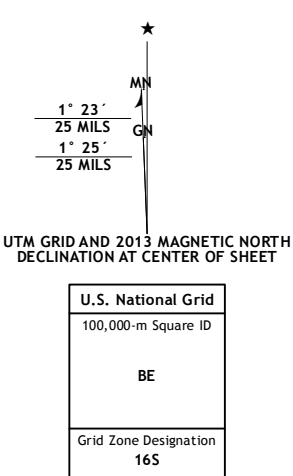 ★
MN
1° 23´
25 MILS
GN
1° 25´
25 MILS
UTM GRID AND 2013 MAGNETIC NORTH
DECLINATION AT CENTER OF SHEET
U.S. National Grid
100,000-m Square ID
BE
Grid Zone Designation
16S